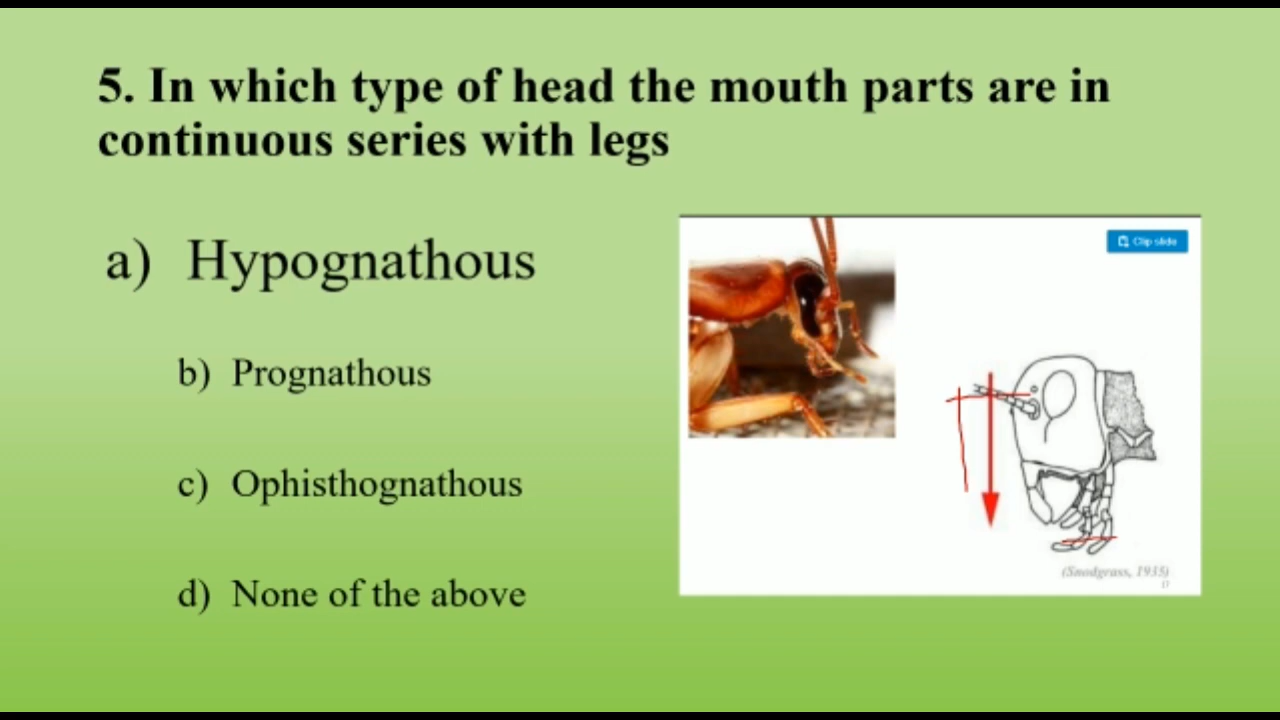 5. In which type of head the mouth parts are in
continuous series with legs
a) Hypognathous
b) Prognathous
c) Ophisthognathous
d) None of the above
Clip slide
(Snodgrass, 1935)